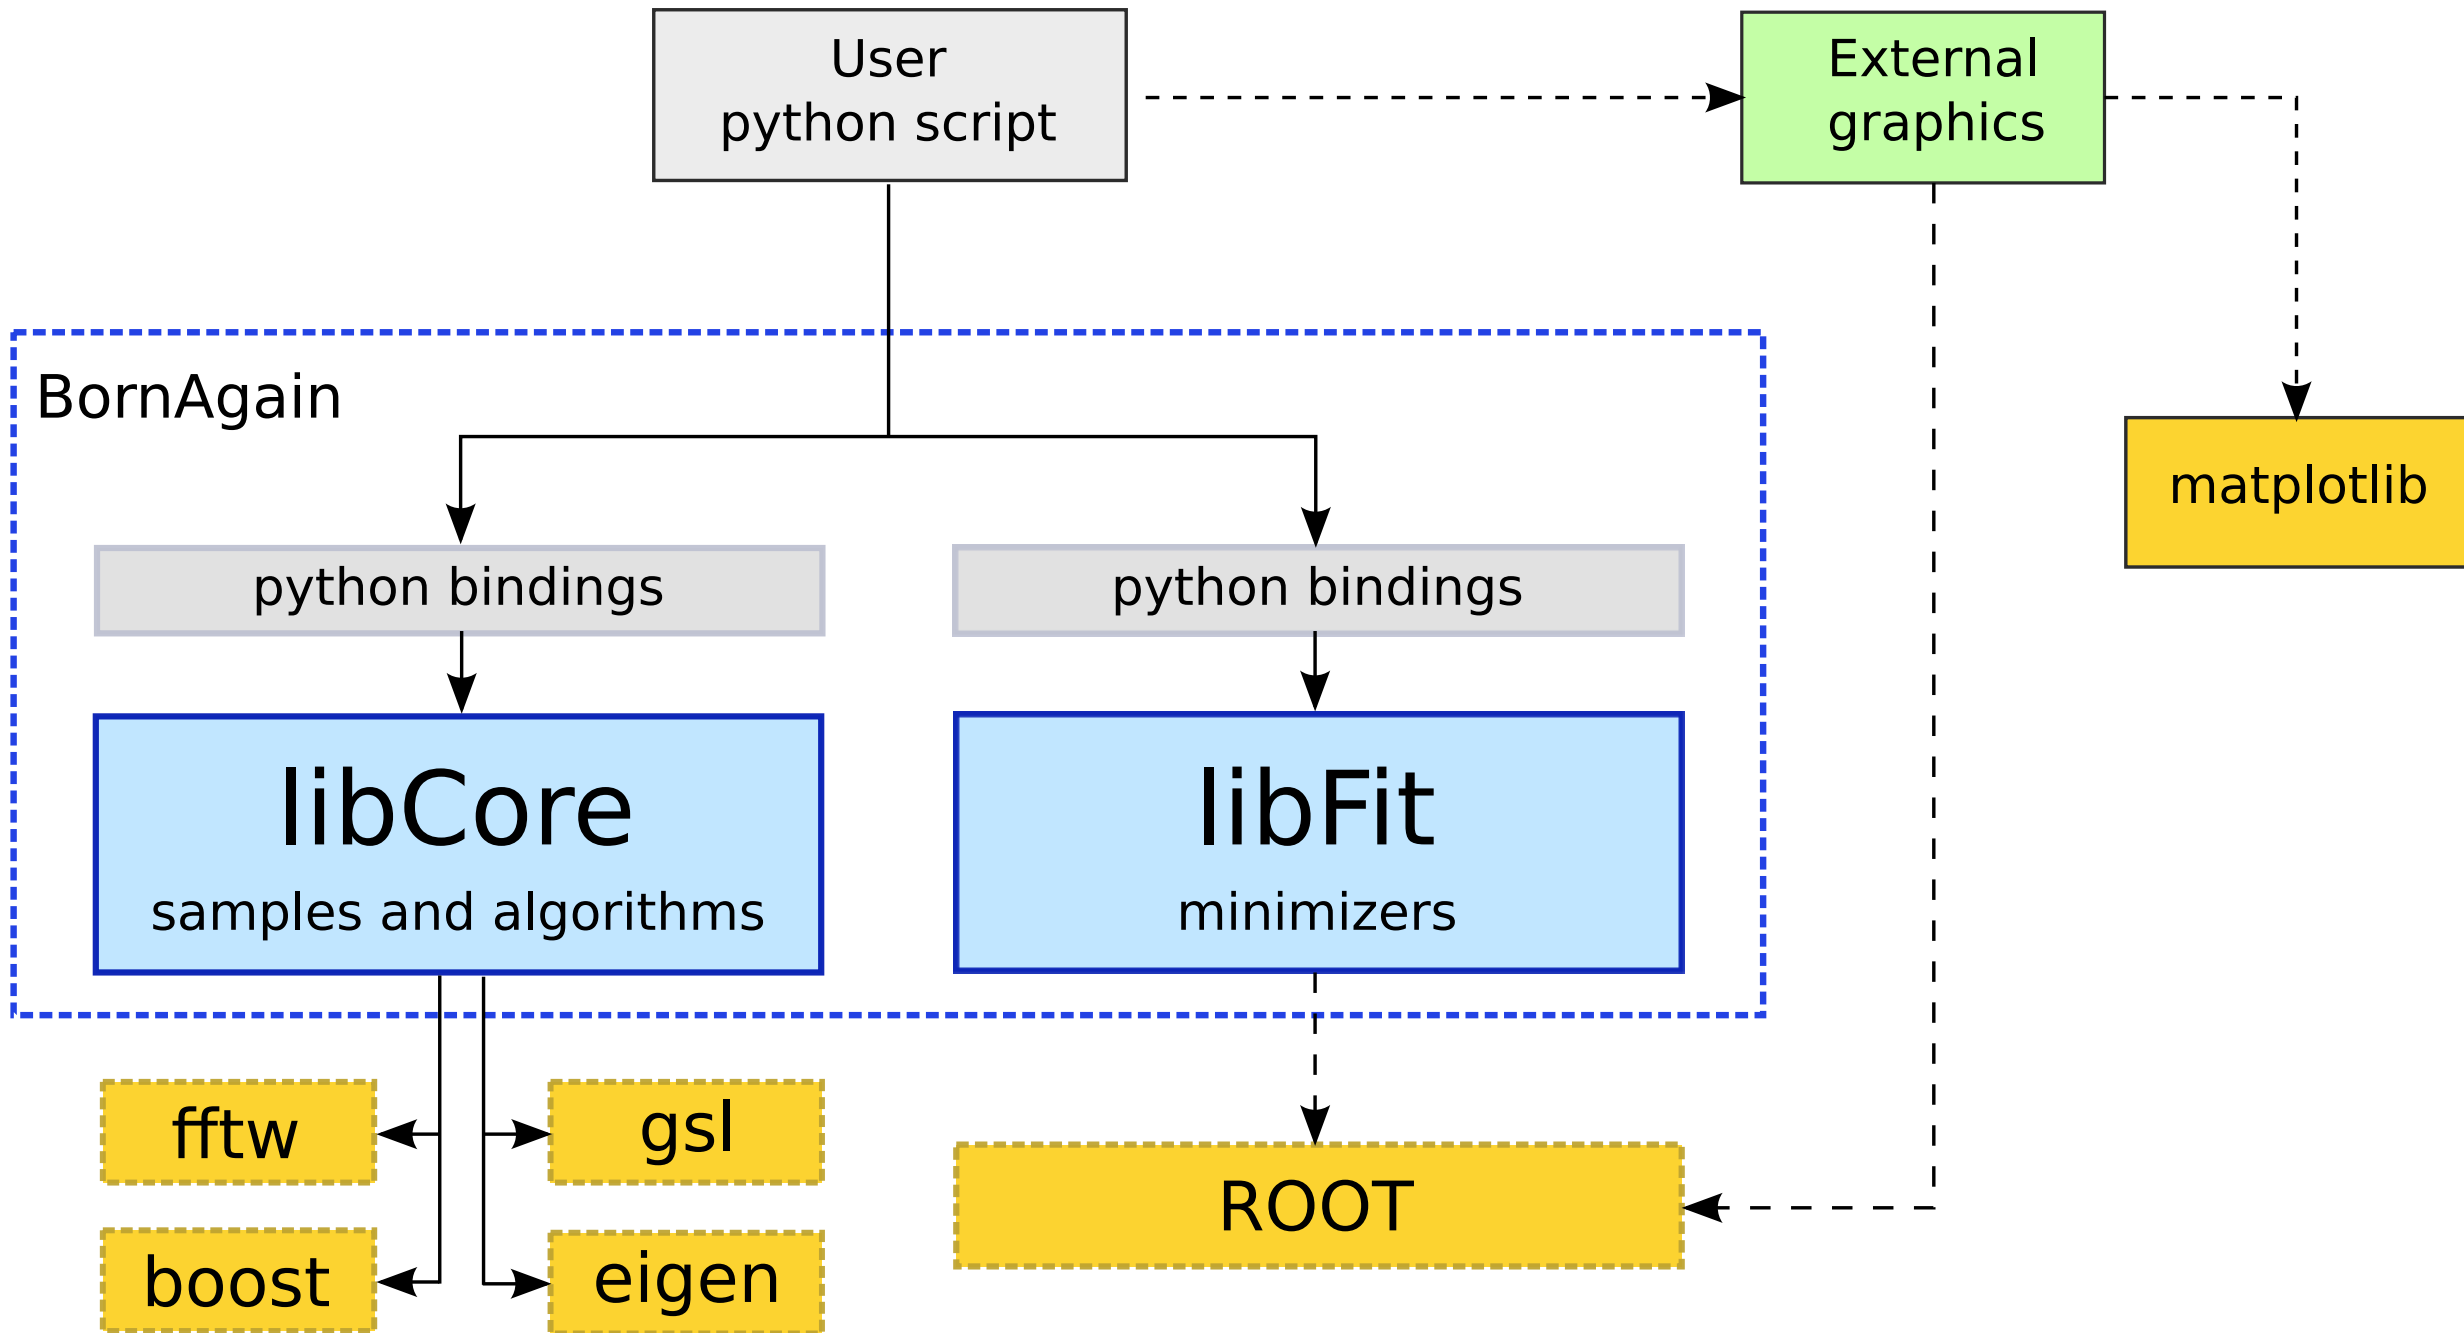 User
python script
External
graphics
BornAgain
matplotlib
python bindings
python bindings
libCore
samples and algorithms
libFit
minimizers
fftw
gsl
boost
eigen
ROOT